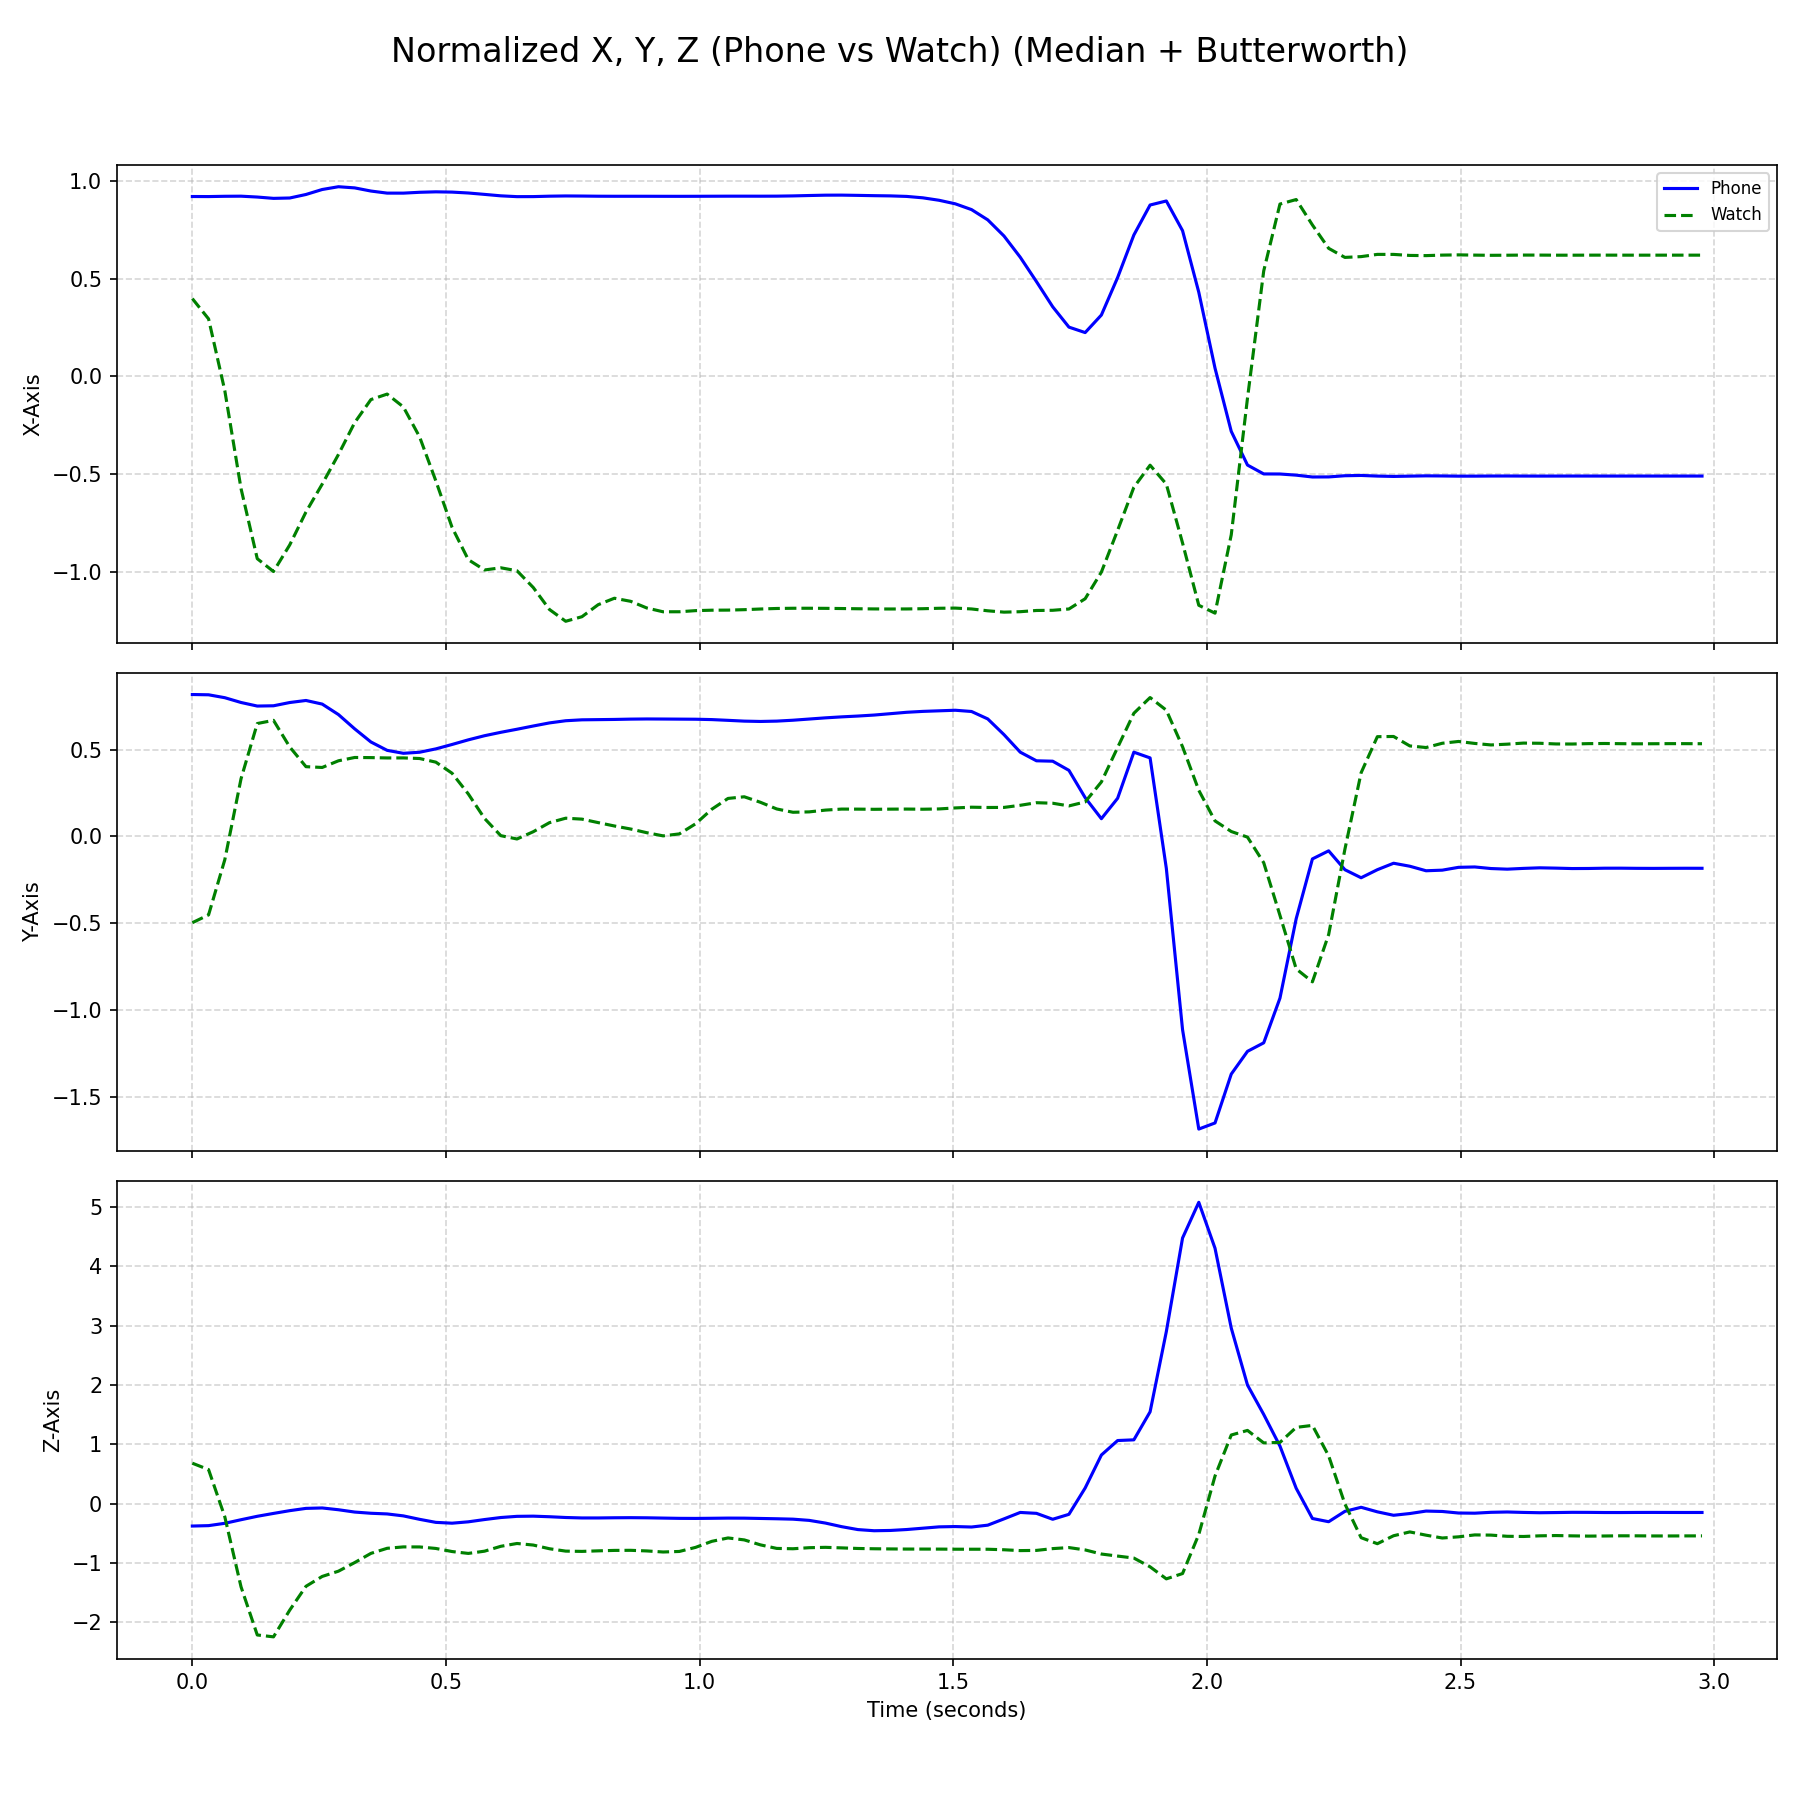 Normalized X, Y, Z (Phone vs Watch) (Median + Butterworth)
Phone
Watch
X-Axis
1.0
0.5
0.0
−0.5
−1.0
Y-Axis
0.5
0.0
−0.5
−1.0
−1.5
Z-Axis
5
4
3
2
1
0
−1
−2
0.0 0.5 1.0 1.5 2.0 2.5 3.0
Time (seconds)